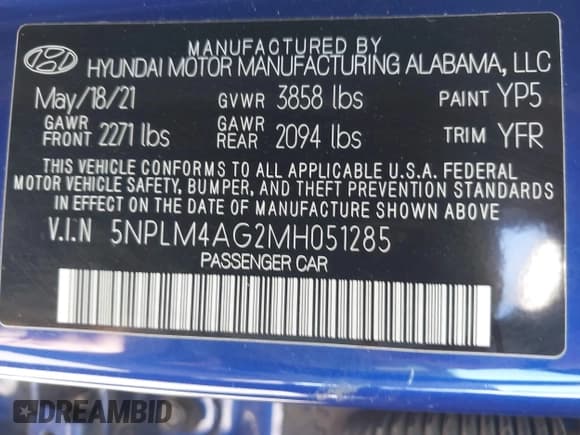 MANUFACTURED BY
HYUNDAI MOTOR MANUFACTURING ALABAMA, LLC
May/18/21 GVWR 3858 lbs PAINT YP5
GAWR FRONT 2271 lbs GAWR REAR 2094 lbs TRIM YFR
THIS VEHICLE CONFORMS TO ALL APPLICABLE U.S.A. FEDERAL
MOTOR VEHICLE SAFETY, BUMPER, AND THEFT PREVENTION STANDARDS
IN EFFECT ON THE DATE OF MANUFACTURE SHOWN ABOVE.
V.I.N 5NPLM4AG2MH051285
PASSENGER CAR
DREAMBID